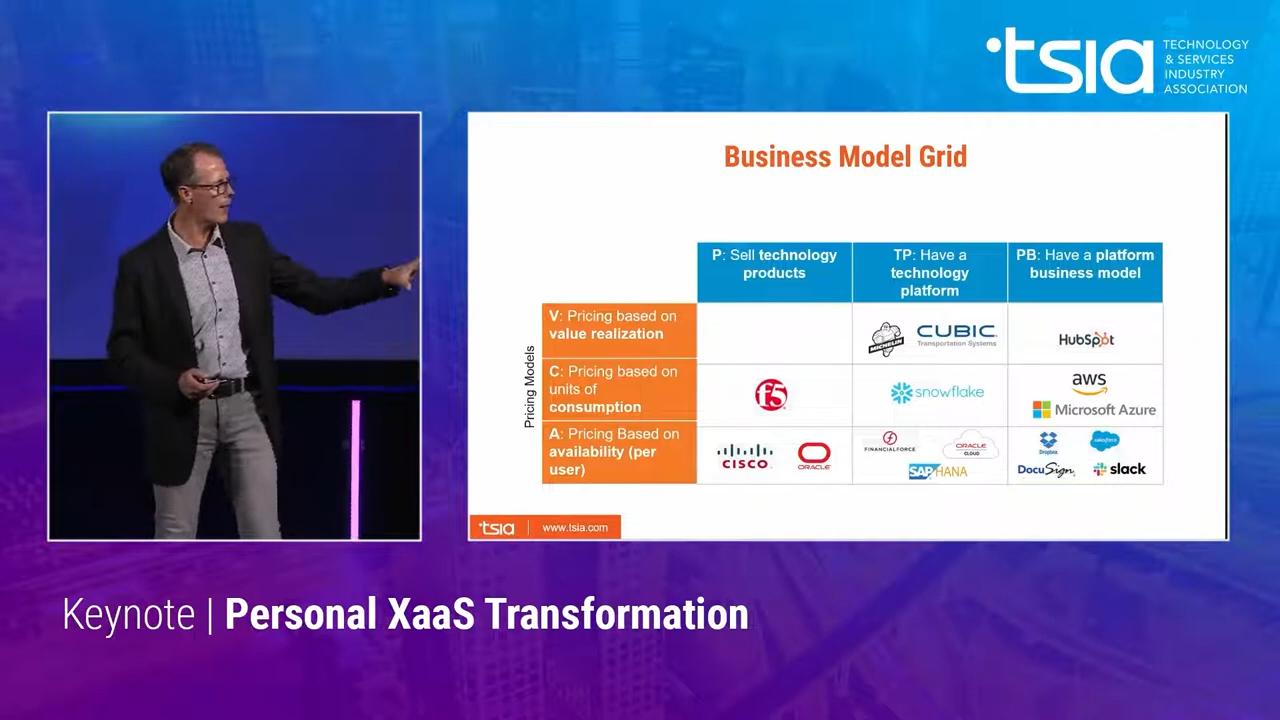 tsia TECHNOLOGY
& SERVICES
INDUSTRY
ASSOCIATION
Business Model Grid
P: Sell technology
products
TP: Have a
technology
platform
PB: Have a platform
business model
Pricing Models
V: Pricing based on
value realization
MICHELIN
CUBIC
Transportation Systems
HubSpot
C: Pricing based on
units of
consumption
f5
snowflake
aws
Microsoft Azure
A: Pricing Based on
availability (per
user)
CISCO
ORACLE
FINANCIALFORCE
ORACLE
CLOUD
SAP HANA
Dropbox
salesforce
DocuSign
slack
tsia www.tsia.com
Keynote | Personal XaaS Transformation